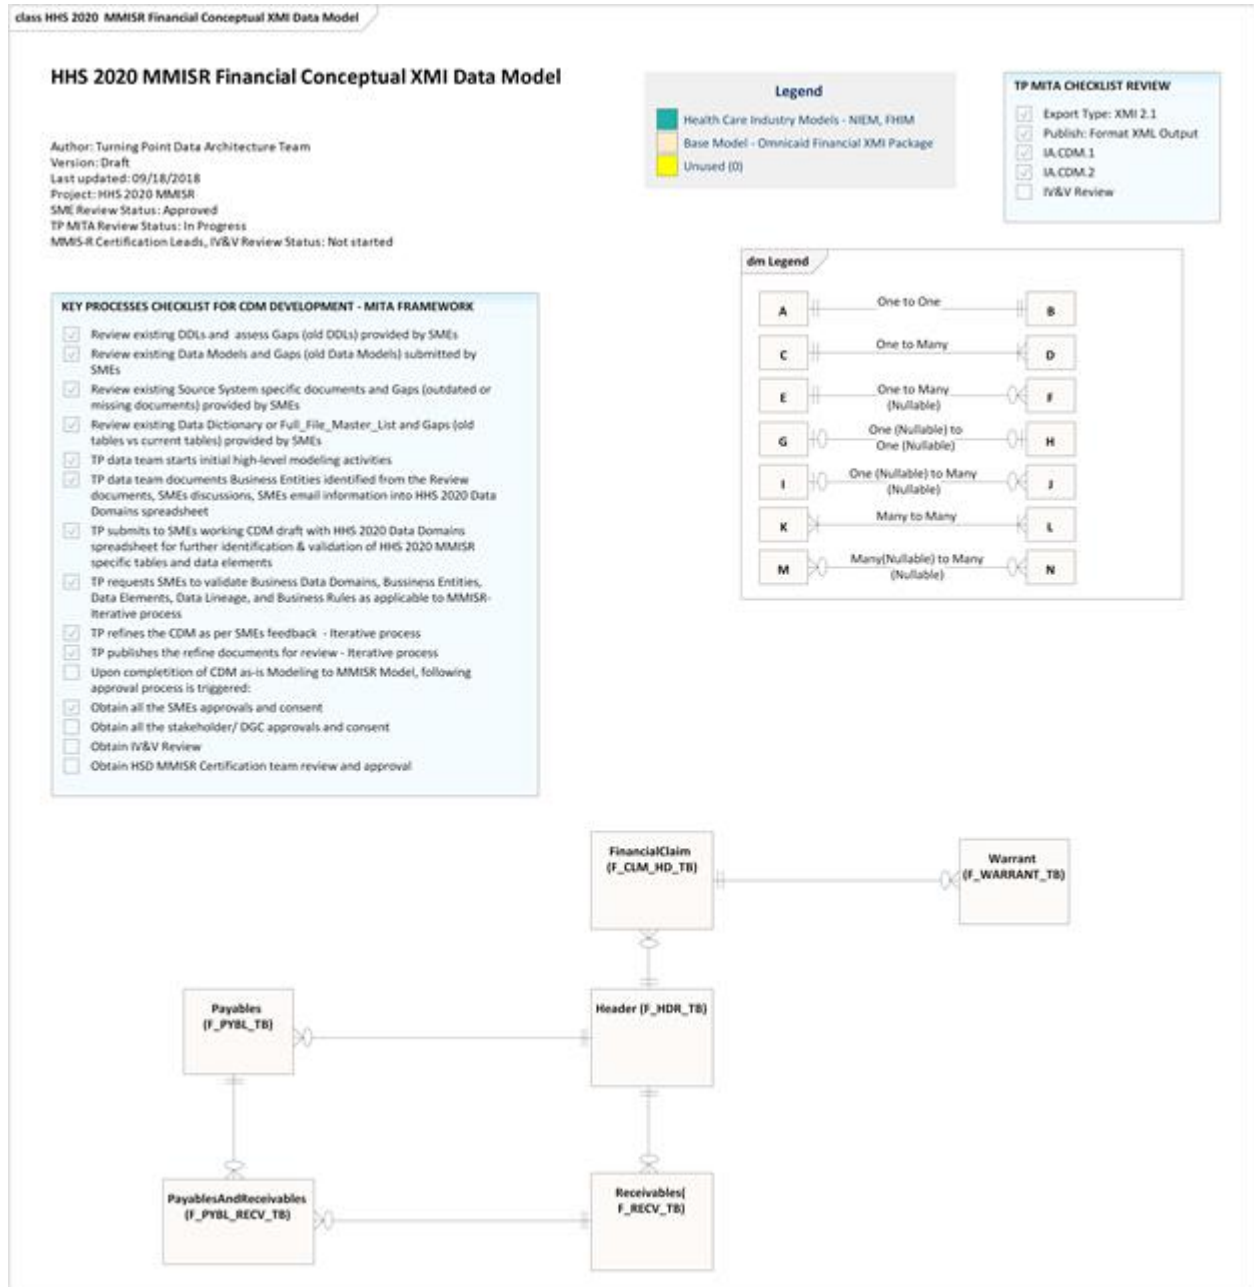 class HHS 2020 MMISR Financial Conceptual XMI Data Model
HHS 2020 MMISR Financial Conceptual XMI Data Model
Author: Turning Point Data Architecture Team
Version: Draft
Last updated: 09/18/2018
Project: HHS 2020 MMISR
SME Review Status: Approved
TP MITA Review Status: In Progress
MMIS-R Certification Leads, IV&V Review Status: Not started
Legend
Health Care Industry Models - NIEM, FHIM
Base Model - Omnicaid Financial XMI Package
Unused (0)
TP MITA CHECKLIST REVIEW
Export Type: XMI 2.1
Publish: Format XML Output
IA.CDM.1
IA.CDM.2
IV&V Review
KEY PROCESSES CHECKLIST FOR CDM DEVELOPMENT - MITA FRAMEWORK
Review existing DDLs and assess Gaps (old DDLs) provided by SMEs
Review existing Data Models and Gaps (old Data Models) submitted by
SMEs
Review existing Source System specific documents and Gaps (outdated or
missing documents) provided by SMEs
Review existing Data Dictionary or Full_File_Master_List and Gaps (old
tables vs current tables) provided by SMEs
TP data team starts initial high-level modeling activities
TP data team documents Business Entities identified from the Review
documents, SMEs discussions, SMEs email information into HHS 2020 Data
Domains spreadsheet
TP submits to SMEs working CDM draft with HHS 2020 Data Domains
spreadsheet for further identification & validation of HHS 2020 MMISR
specific tables and data elements
TP requests SMEs to validate Business Data Domains, Bussiness Entities,
Data Elements, Data Lineage, and Business Rules as applicable to MMISR-
Iterative process
TP refines the CDM as per SMEs feedback - Iterative process
TP publishes the refine documents for review - Iterative process
Upon completition of CDM as-is Modeling to MMISR Model, following
approval process is triggered:
Obtain all the SMEs approvals and consent
Obtain all the stakeholder/ DGC approvals and consent
Obtain IV&V Review
Obtain HSD MMISR Certification team review and approval
dm Legend
A One to One B
C One to Many D
E One to Many F
(Nullable)
G One (Nullable) to H
One (Nullable)
I One (Nullable) to Many J
(Nullable)
K Many to Many L
M Many(Nullable) to Many N
(Nullable)
FinancialClaim
(F_CLM_HD_TB)
Warrant
(F_WARRANT_TB)
Payables
(F_PYBL_TB)
Header (F_HDR_TB)
PayablesAndReceivables
(F_PYBL_RECV_TB)
Receivables(
F_RECV_TB)